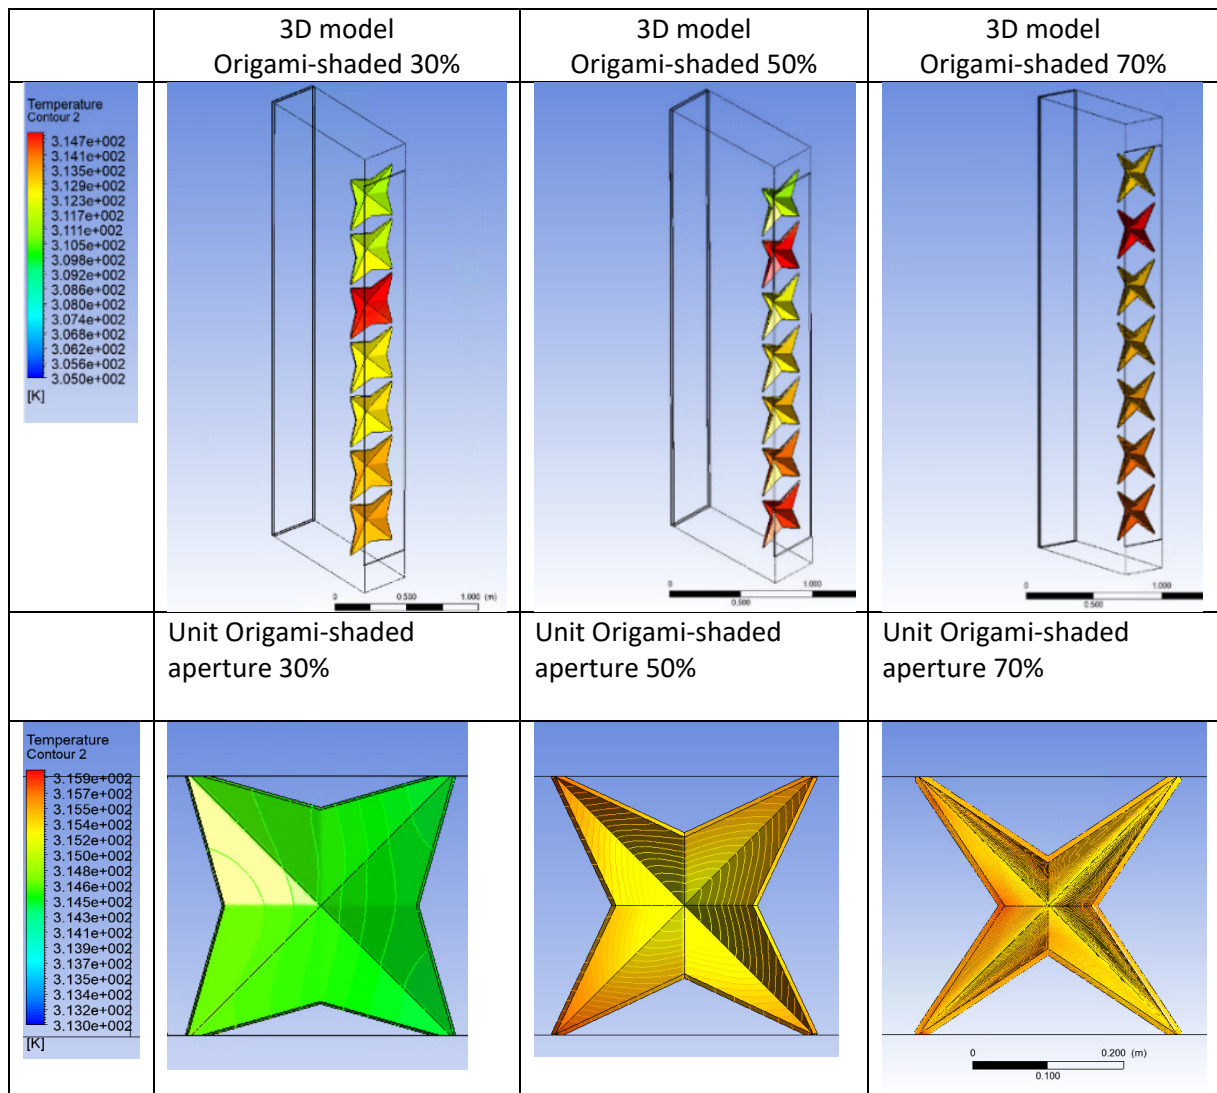 3D model
Origami-shaded 30%
3D model
Origami-shaded 50%
3D model
Origami-shaded 70%
Temperature
Contour 2
3.147e+002
3.141e+002
3.135e+002
3.129e+002
3.123e+002
3.117e+002
3.111e+002
3.105e+002
3.098e+002
3.092e+002
3.086e+002
3.080e+002
3.074e+002
3.068e+002
3.062e+002
3.056e+002
3.050e+002
[K]
0 0.500 1.000 (m)
0 1.000
0.500
0 1.000
0.500
Unit Origami-shaded
aperture 30%
Unit Origami-shaded
aperture 50%
Unit Origami-shaded
aperture 70%
Temperature
Contour 2
3.159e+002
3.157e+002
3.155e+002
3.154e+002
3.152e+002
3.150e+002
3.148e+002
3.146e+002
3.145e+002
3.143e+002
3.141e+002
3.139e+002
3.137e+002
3.135e+002
3.134e+002
3.132e+002
3.130e+002
[K]
0 0.200 (m)
0.100